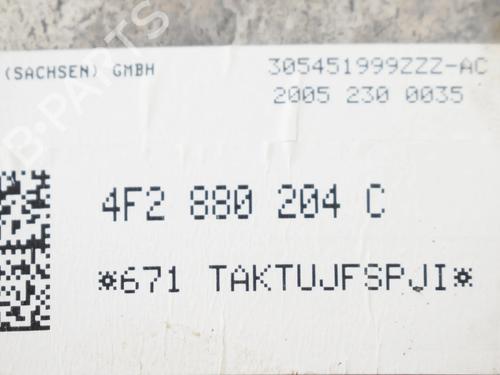 (SACHSEN) GMBH 305451999ZZZ-AC
2005 230 0035
4F2 880 204 C
*671 TAKTUJFSPJI*